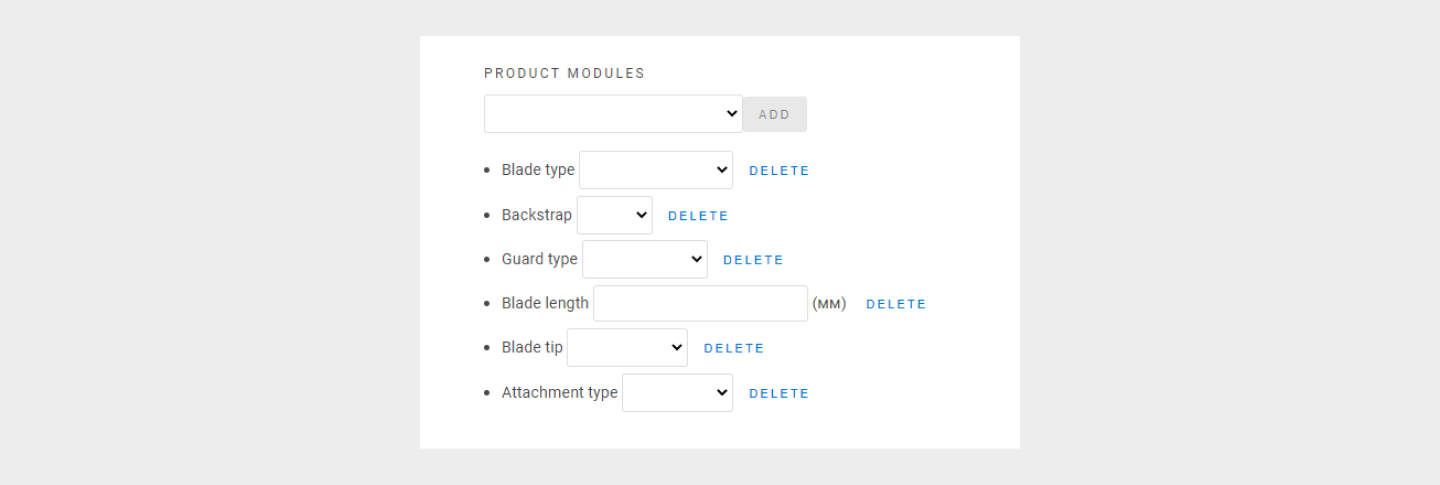 PRODUCT MODULES
ADD
Blade type DELETE
Backstrap DELETE
Guard type DELETE
Blade length (мм) DELETE
Blade tip DELETE
Attachment type DELETE